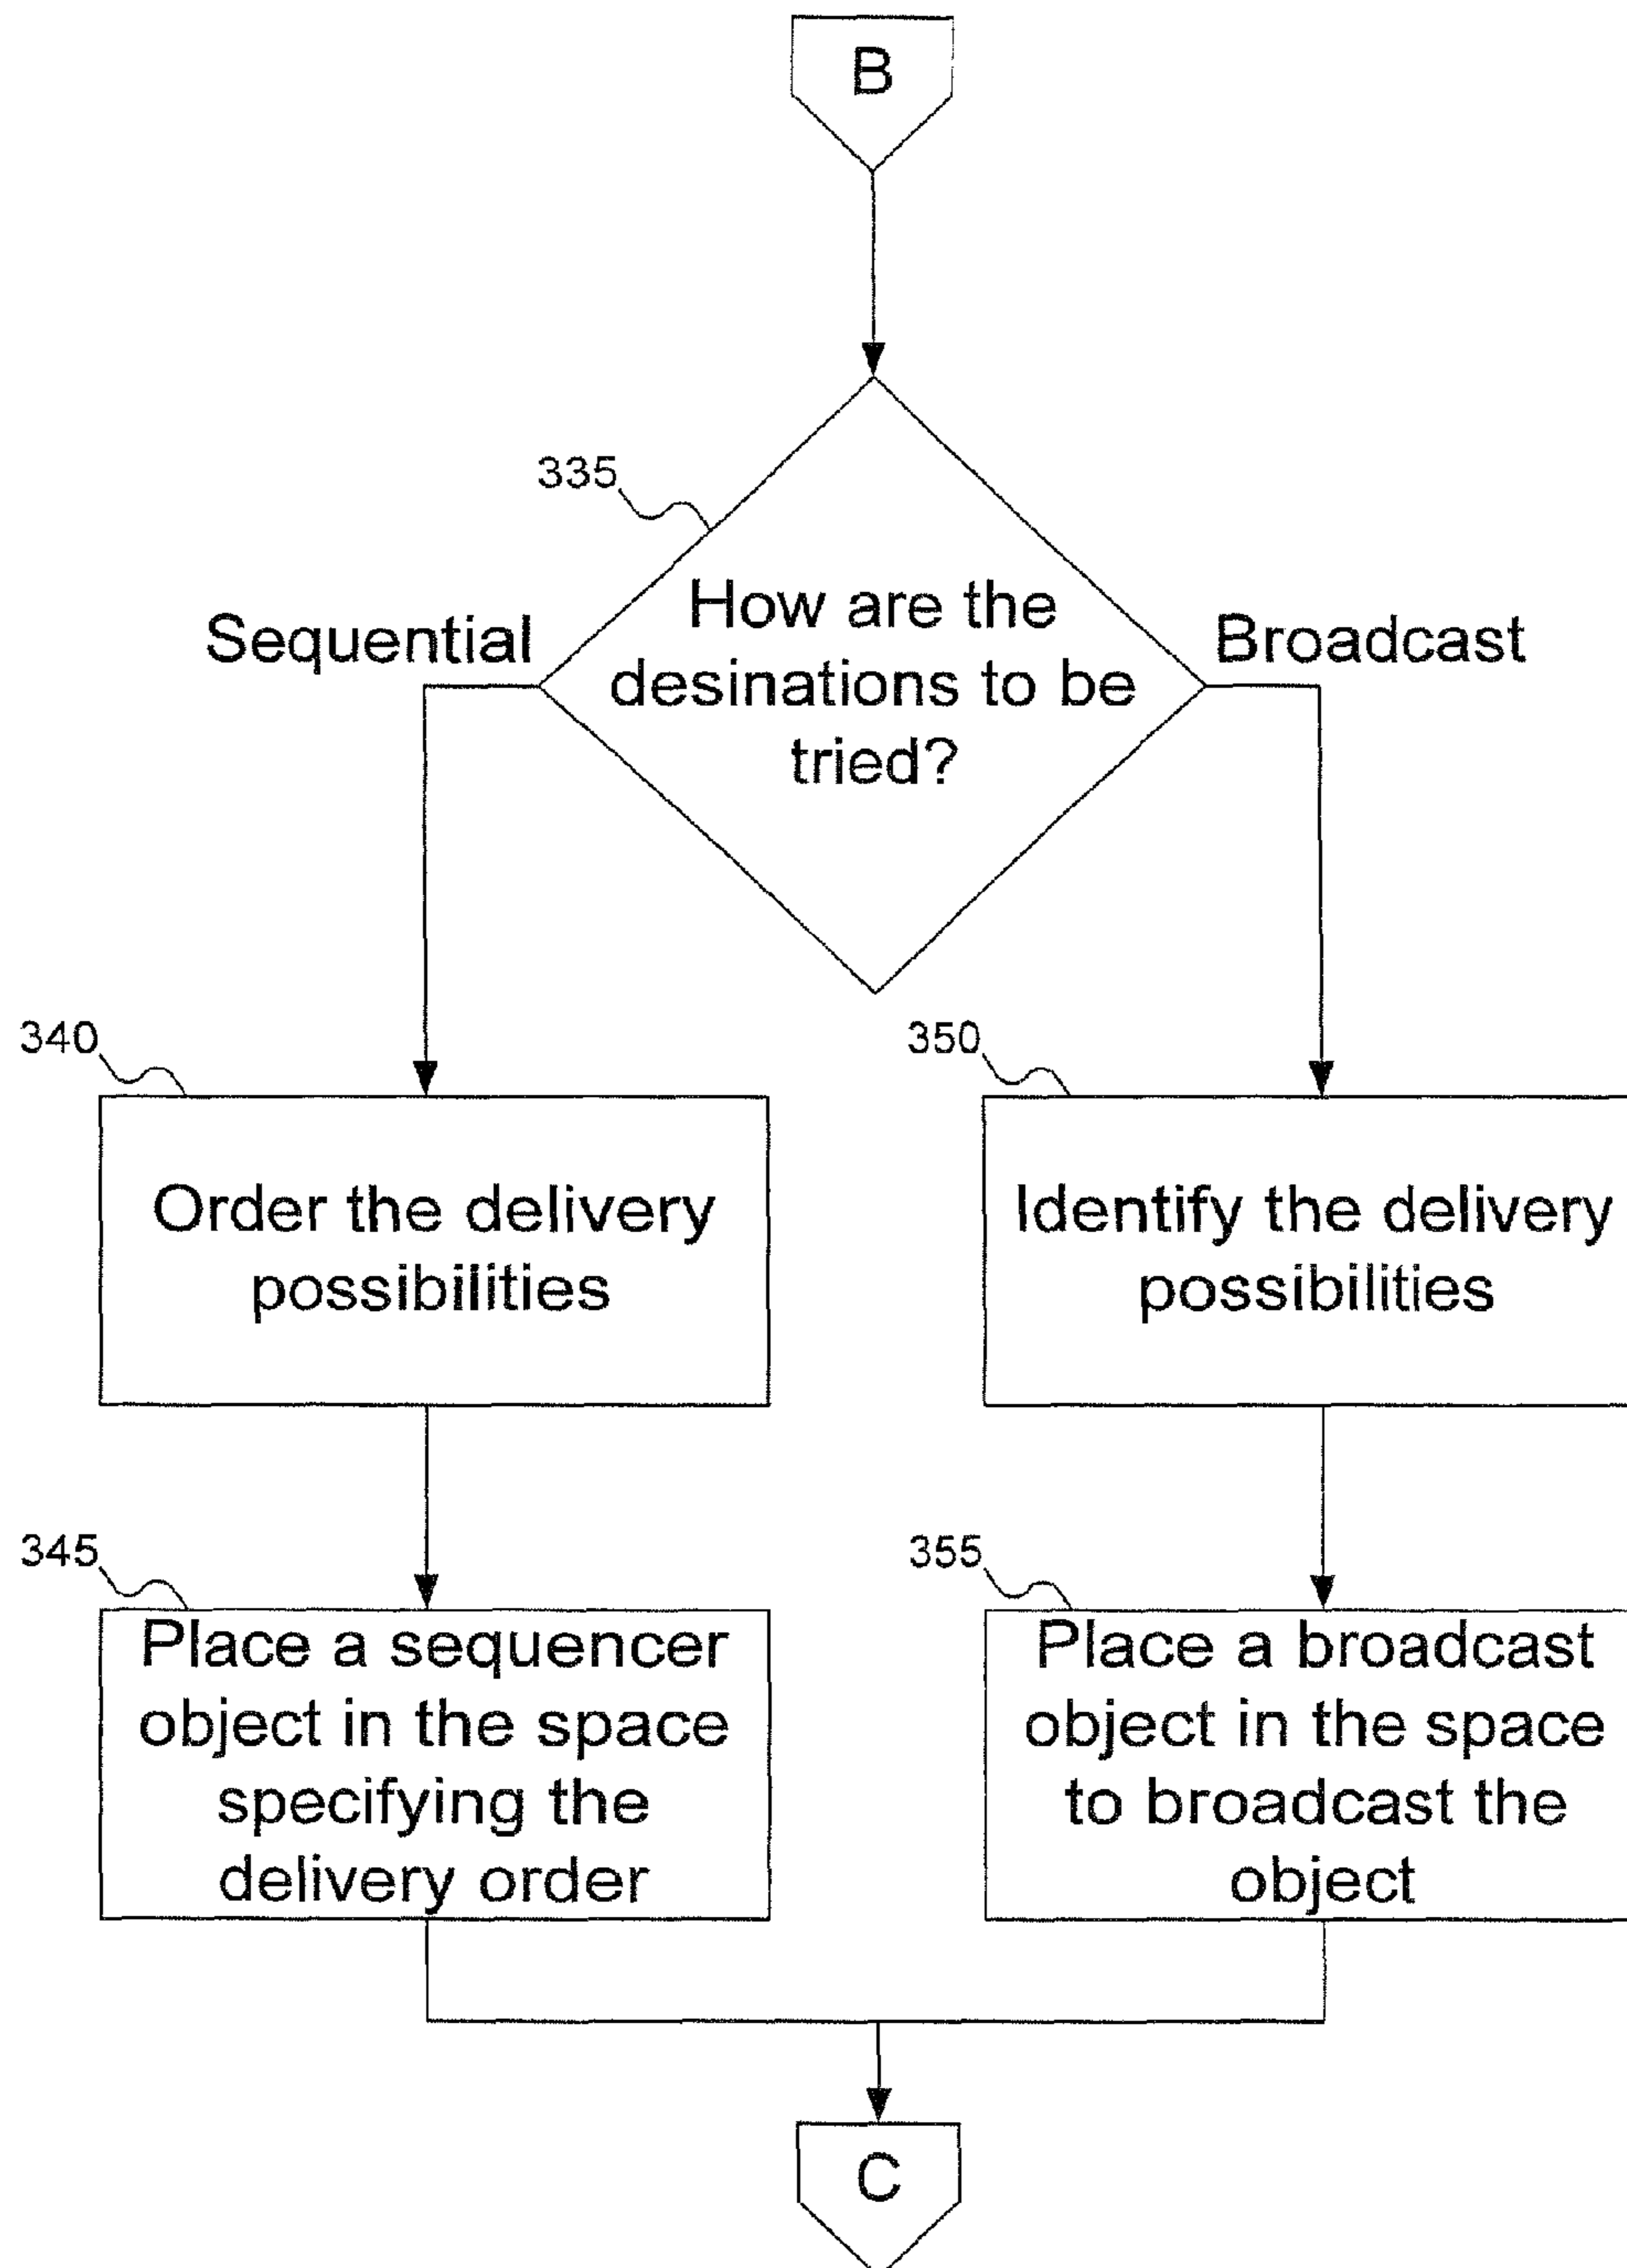 B
335
How are the
desinations to be
tried?
Sequential
Broadcast
340
Order the delivery
possibilities
350
Identify the delivery
possibilities
345
Place a sequencer
object in the space
specifying the
delivery order
355
Place a broadcast
object in the space
to broadcast the
object
C